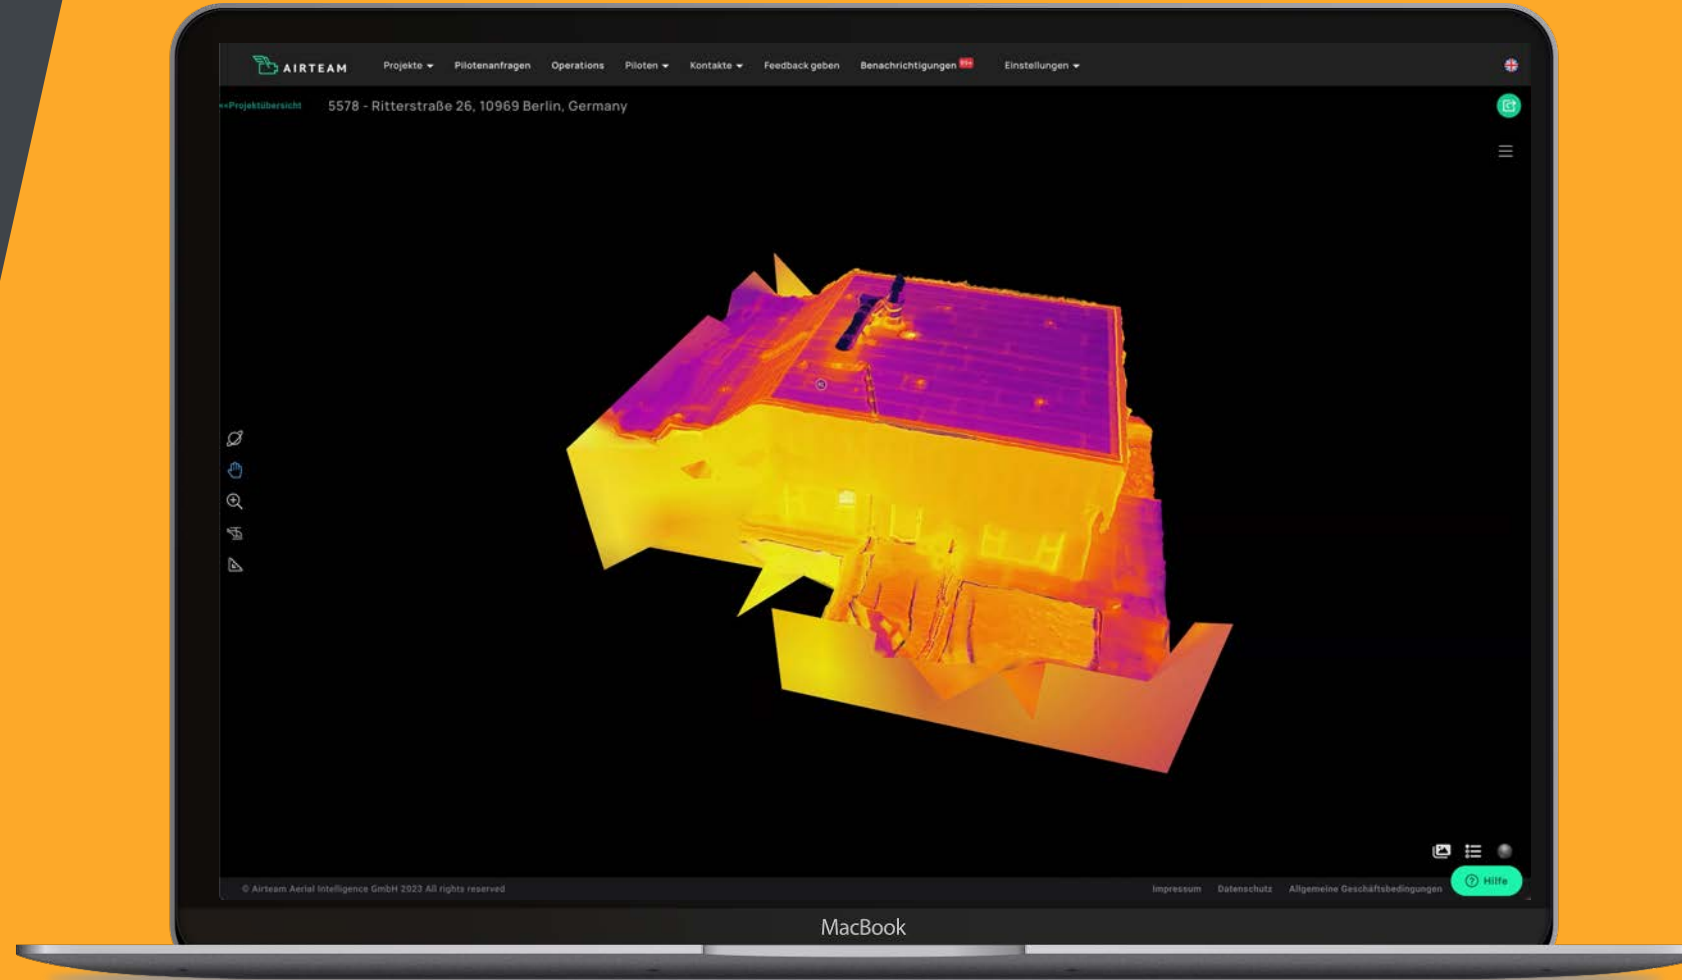 AIRTEAM Projekte Pilotenanfragen Operations Piloten Kontakte Feedback geben Benachrichtigungen 99+ Einstellungen
<<Projektübersicht 5578 - Ritterstraße 26, 10969 Berlin, Germany
© Airteam Aerial Intelligence GmbH 2023 All rights reserved Impressum Datenschutz Allgemeine Geschäftsbedingungen Hilfe
MacBook